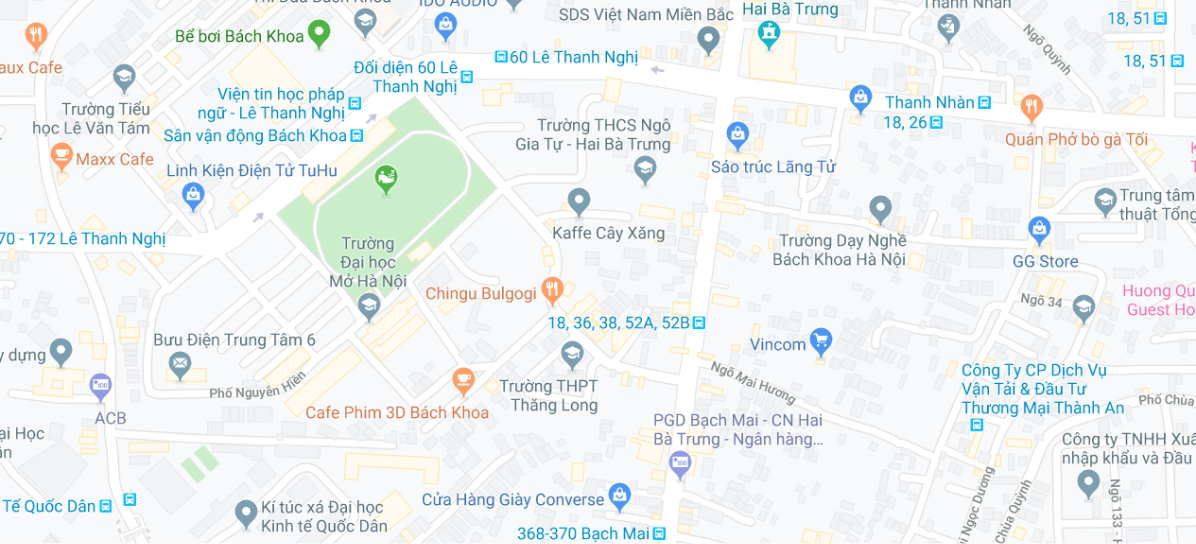 Thi Đua Bách Khoa
IDO AUDIO
SDS Việt Nam Miền Bắc
Hai Bà Trưng
Thanh Nhàn
18, 51
Bể bơi Bách Khoa
Ngõ Quỳnh
aux Cafe
60 Lê Thanh Nghị
18, 51
Đối diện 60 Lê
Thanh Nghị
Viện tin học pháp
ngữ - Lê Thanh Nghị
Trường Tiểu
học Lê Văn Tám
Sân vận động Bách Khoa
Thanh Nhàn
18, 26
Trường THCS Ngô
Gia Tự - Hai Bà Trưng
Quán Phở bò gà Tối
Maxx Cafe
Linh Kiện Điện Tử TuHu
Sáo trúc Lãng Tử
Trung tâm
thuật Tổng
70 - 172 Lê Thanh Nghị
Trường
Đại học
Mở Hà Nội
Kaffe Cây Xăng
Trường Dạy Nghề
Bách Khoa Hà Nội
GG Store
Chingu Bulgogi
Ngõ 34
Huong Qu
Guest Ho
18, 36, 38, 52A, 52B
Bưu Điện Trung Tâm 6
Vincom
y dựng
Phố Nguyễn Hiền
Trường THPT
Thăng Long
Ngõ Mai Hương
Công Ty CP Dịch Vụ
Vận Tải & Đầu Tư
Thương Mại Thành An
Phố Chùa
ACB
Cafe Phim 3D Bách Khoa
PGD Bạch Mai - CN Hai
Bà Trưng - Ngân hàng...
ại Học
ân
Công ty TNHH Xuấ
nhập khẩu và Đầu
Tế Quốc Dân
Kí túc xá Đại học
Kinh tế Quốc Dân
Cửa Hàng Giày Converse
i Ngọc Dương
Chùa Quỳnh
Ngõ 133 - H
368-370 Bạch Mai